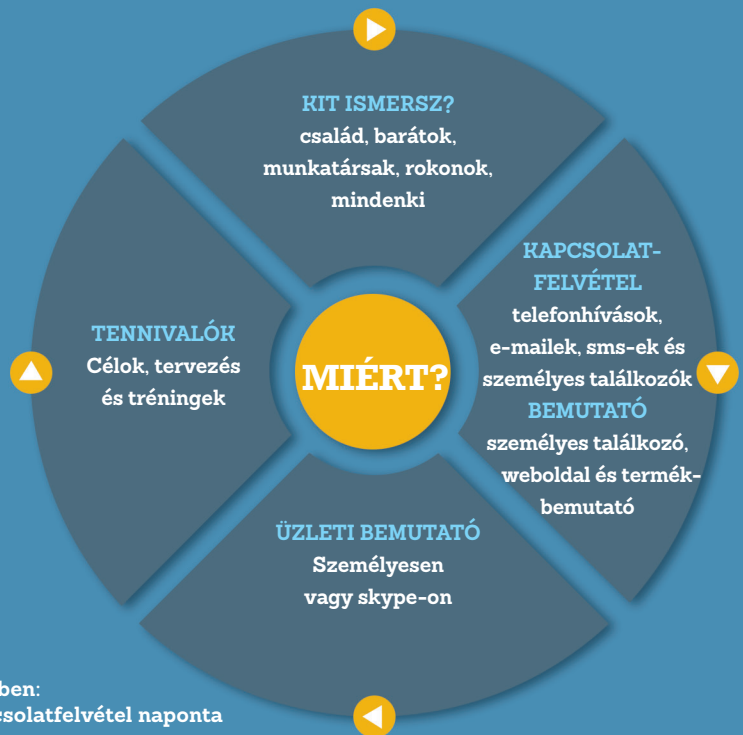 KIT ISMERSZ?
család, barátok,
munkatársak, rokonok,
mindenki
KAPCSOLAT-
FELVÉTEL
telefonhívások,
e-mailek, sms-ek és
személyes találkozók
BEMUTATÓ
személyes találkozó,
weboldal és termék-
bemutató
MIÉRT?
TENNIVALÓK
Célok, tervezés
és tréningek
ÜZLETI BEMUTATÓ
Személyesen
vagy skype-on
ben:
csolatfelvétel naponta